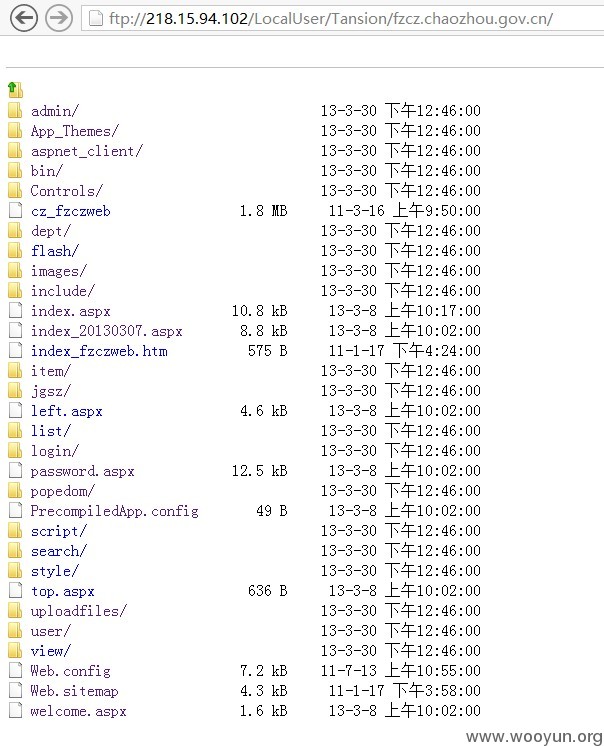 ftp://218.15.94.102/LocalUser/Tansion/fzcz.chaozhou.gov.cn/
admin/ 13-3-30 下午12:46:00
App_Themes/ 13-3-30 下午12:46:00
aspnet_client/ 13-3-30 下午12:46:00
bin/ 13-3-30 下午12:46:00
Controls/ 13-3-30 下午12:46:00
cz_fzczweb 1.8 MB 11-3-16 上午9:50:00
dept/ 13-3-30 下午12:46:00
flash/ 13-3-30 下午12:46:00
images/ 13-3-30 下午12:46:00
include/ 13-3-30 下午12:46:00
index.aspx 10.8 kB 13-3-8 上午10:17:00
index_20130307.aspx 8.8 kB 13-3-8 上午10:02:00
index_fzczweb.htm 575 B 11-1-17 下午4:24:00
item/ 13-3-30 下午12:46:00
jgsz/ 13-3-30 下午12:46:00
left.aspx 4.6 kB 13-3-8 上午10:02:00
list/ 13-3-30 下午12:46:00
login/ 13-3-30 下午12:46:00
password.aspx 12.5 kB 13-3-8 上午10:02:00
popedom/ 13-3-30 下午12:46:00
PrecompiledApp.config 49 B 13-3-8 上午10:02:00
script/ 13-3-30 下午12:46:00
search/ 13-3-30 下午12:46:00
style/ 13-3-30 下午12:46:00
top.aspx 636 B 13-3-8 上午10:02:00
uploadfiles/ 13-3-30 下午12:46:00
user/ 13-3-30 下午12:46:00
view/ 13-3-30 下午12:46:00
Web.config 7.2 kB 11-7-13 上午10:55:00
Web.sitemap 4.3 kB 11-1-17 下午3:58:00
welcome.aspx 1.6 kB 13-3-8 上午10:02:00
www.wooyun.org